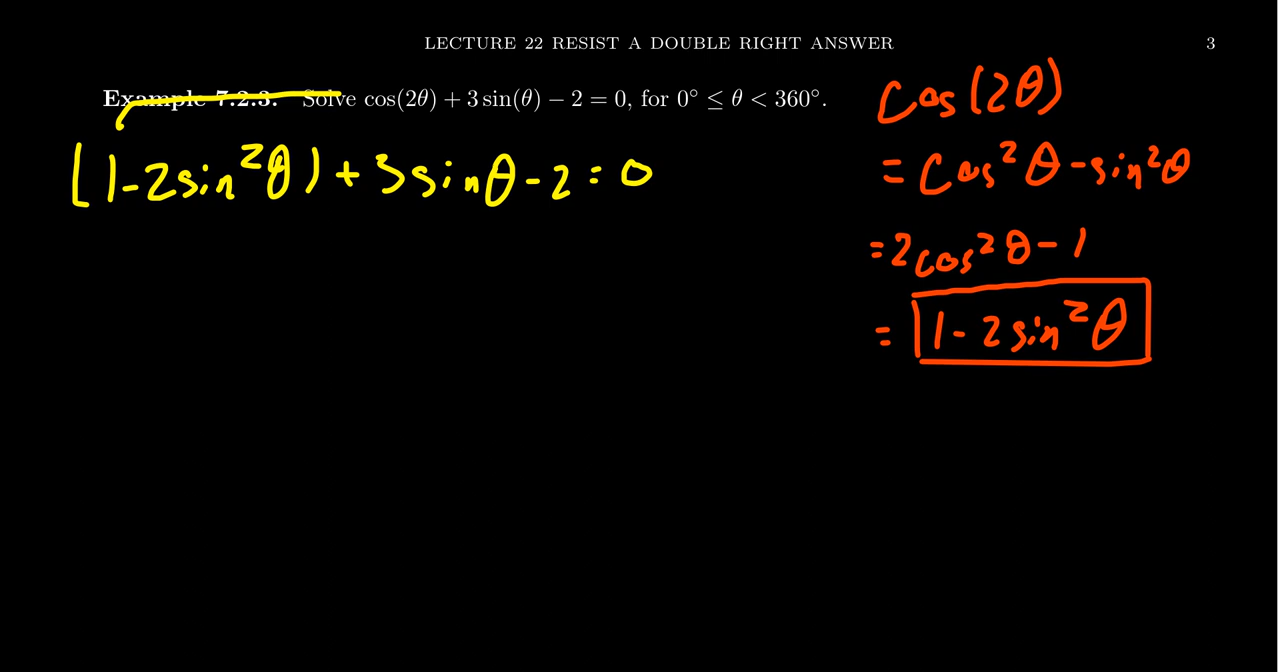 LECTURE 22 RESIST A DOUBLE RIGHT ANSWER 3
Example 7.2.3. Solve cos(2θ) + 3 sin(θ) − 2 = 0, for 0° ≤ θ < 360°.
(1-2sin²θ) + 3sinθ-2=0
cos(2θ)
= cos²θ-sin²θ
=2cos²θ-1
= 1-2sin²θ